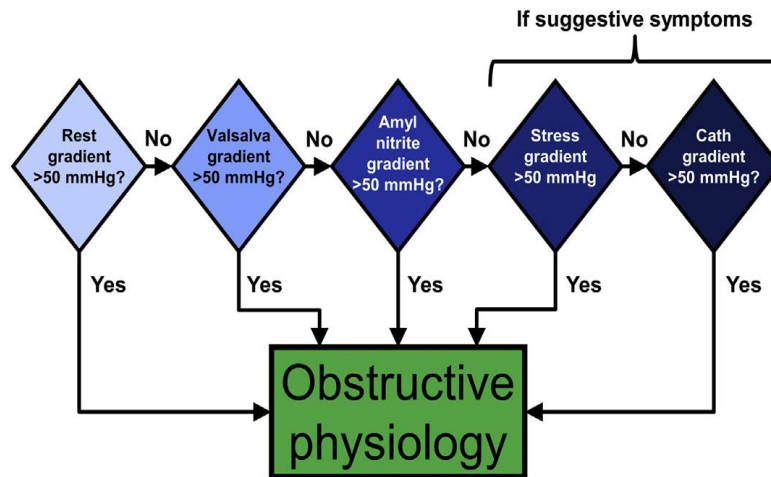 If suggestive symptoms
Rest
gradient
>50 mmHg?
No
Valsalva
gradient
>50 mmHg?
No
Amyl
nitrite
gradient
>50 mmHg?
No
Stress
gradient
>50 mmHg
No
Cath
gradient
>50 mmHg?
Yes
Yes
Yes
Yes
Yes
Obstructive
physiology